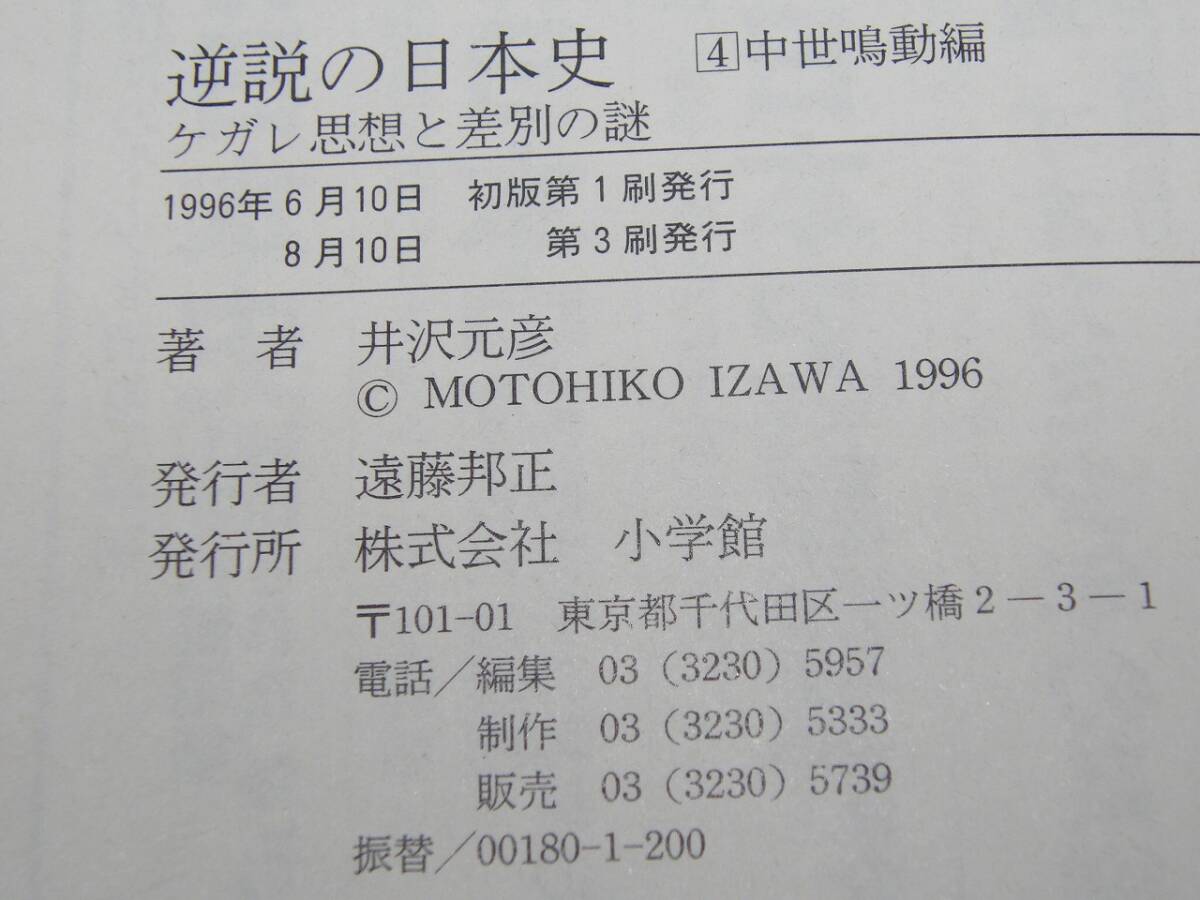 逆説の日本史 4中世鳴動編
ケガレ思想と差別の謎
1996年6月10日 初版第1刷発行
8月10日 第3刷発行
著 者 井沢元彦
© MOTOHIKO IZAWA 1996
発行者 遠藤邦正
発行所 株式会社 小学館
〒101-01 東京都千代田区一ツ橋2-3-1
電話/編集 03(3230)5957
制作 03(3230)5333
販売 03(3230)5739
振替/00180-1-200